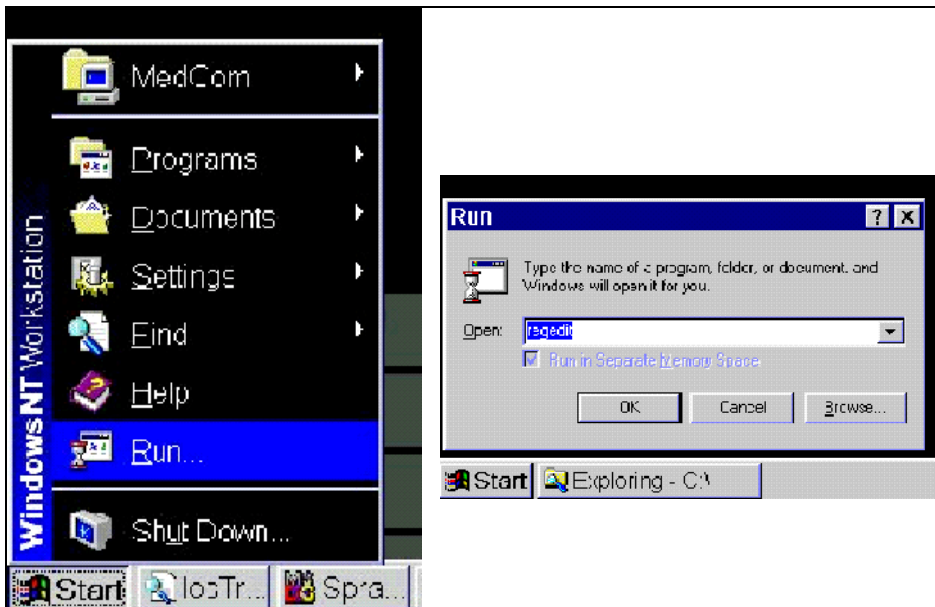 MedCom
Programs
Documents
Settings
Find
Help
Run...
Shut Down...
Windows NT Workstation
Start
Spra...
Run
Type the name of a program, folder, or document, and
Windows will open it for you.
Open:
regedit
Run in Separate Memory Space
OK
Cancel
Browse...
Start
Exploring - C:\